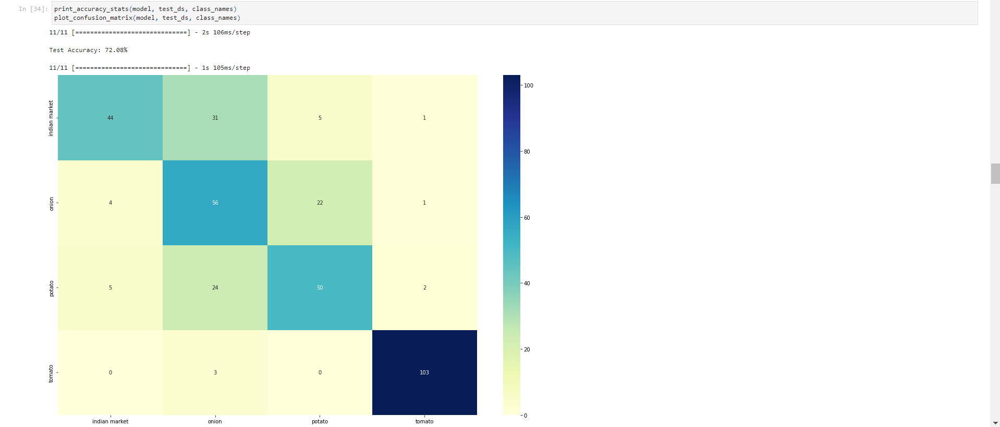 In [34]:
print_accuracy_stats(model, test_ds, class_names)
plot_confusion_matrix(model, test_ds, class_names)
11/11 [==============================] - 2s 106ms/step
Test Accuracy: 72.08%
11/11 [==============================] - 1s 105ms/step
indian market
44 31 5 1
onion
4 56 22 1
potato
5 24 50 2
tomato
0 3 0 103
indian market onion potato tomato
100
80
60
40
20
0